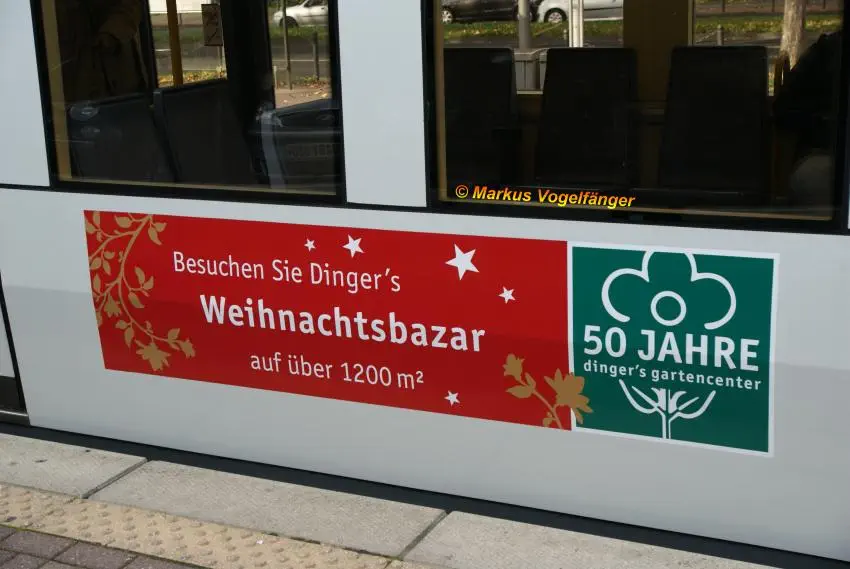 © Markus Vogelfänger
Besuchen Sie Dinger's
Weihnachtsbazar
auf über 1200 m²
50 JAHRE
dinger's gartencenter